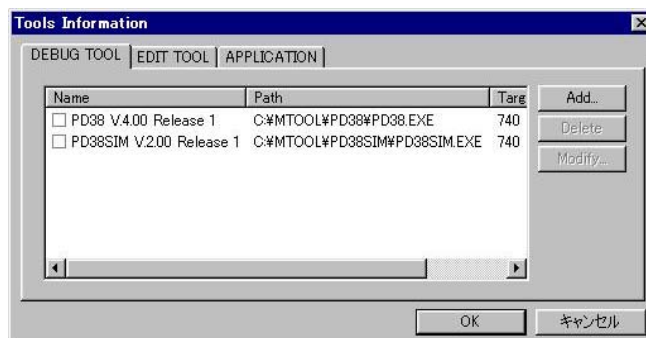 Tools Information
DEBUG TOOL EDIT TOOL APPLICATION
Name Path Targ
PD38 V.4.00 Release 1 C:¥MTOOL¥PD38¥PD38.EXE 740
PD38SIM V.2.00 Release 1 C:¥MTOOL¥PD38SIM¥PD38SIM.EXE 740
Add...
Delete
Modify...
OK キャンセル